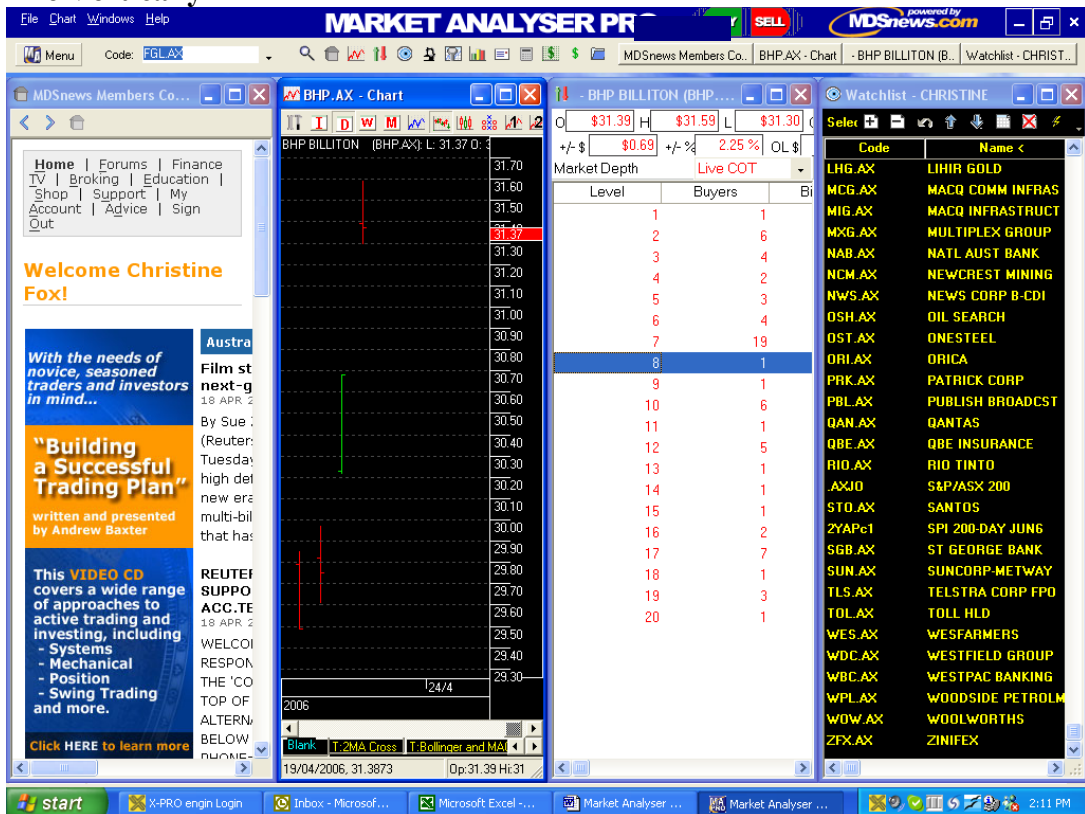 File Chart Windows Help
MARKET ANALYSER
SELL
powered by
MDSnews.com
Menu
Code: FGL.AX
MDSnews Members Co..
BHP.AX - Chart
- BHP BILLITON (B..
Watchlist - CHRIST..
MDSnews Members Co...
Home | Forums | Finance
TV | Broking | Education |
Shop | Support | My
Account | Advice | Sign
Out
Welcome Christine
Fox!
With the needs of
novice, seasoned
traders and investors
in mind...
"Building
a Successful
Trading Plan"
written and presented
by Andrew Baxter
This VIDEO CD
covers a wide range
of approaches to
active trading and
investing, including
- Systems
- Mechanical
- Position
- Swing Trading
and more.
Click HERE to learn more
Austra
Film st
next-g
18 APR 2
By Sue
(Reuter
Tuesday
high def
new era
multi-bil
that has
REUTER
SUPPO
ACC.TE
18 APR 2
WELCO
RESPON
THE 'CO
TOP OF
ALTERNA
BELOW
PHONE-
BHP.AX - Chart
I D W M
BHP BILLITON (BHP.AX): L: 31.37 O: 3
31.70
31.60
31.50
31.37
31.30
31.20
31.10
31.00
30.90
30.80
30.70
30.60
30.50
30.40
30.30
30.20
30.10
30.00
29.90
29.80
29.70
29.60
29.50
29.40
29.30
24/4
2006
Blank T:2MA Cross T:Bollinger and MA
19/04/2006, 31.3873 Op:31.39 Hi:31
- BHP BILLITON (BHP....
O $31.39 H $31.59 L $31.30
+/- $ $0.69 +/- % 2.25 % OL $
Market Depth Live COT
Level Buyers Bi
1 1
2 6
3 4
4 2
5 3
6 4
7 19
8 1
9 1
10 6
11 1
12 5
13 1
14 1
15 1
16 2
17 7
18 1
19 3
20 1
Watchlist - CHRISTINE
Selec
Code Name <
LHG.AX LIHIR GOLD
MCG.AX MACQ COMM INFRAS
MIG.AX MACQ INFRASTRUCT
MXG.AX MULTIPLEX GROUP
NAB.AX NATL AUST BANK
NCM.AX NEWCREST MINING
NWS.AX NEWS CORP B-CDI
OSH.AX OIL SEARCH
OST.AX ONESTEEL
ORI.AX ORICA
PRK.AX PATRICK CORP
PBL.AX PUBLISH BROADCST
QAN.AX QANTAS
QBE.AX QBE INSURANCE
RIO.AX RIO TINTO
.AXJO S&P/ASX 200
STO.AX SANTOS
2YAPc1 SPI 200-DAY JUN6
SGB.AX ST GEORGE BANK
SUN.AX SUNCORP-METWAY
TLS.AX TELSTRA CORP FPO
TOL.AX TOLL HLD
WES.AX WESFARMERS
WDC.AX WESTFIELD GROUP
WBC.AX WESTPAC BANKING
WPL.AX WOODSIDE PETROLM
WOW.AX WOOLWORTHS
ZFX.AX ZINIFEX
start
X-PRO engin Login
Inbox - Microsof...
Microsoft Excel -...
Market Analyser ...
Market Analyser ...
2:11 PM